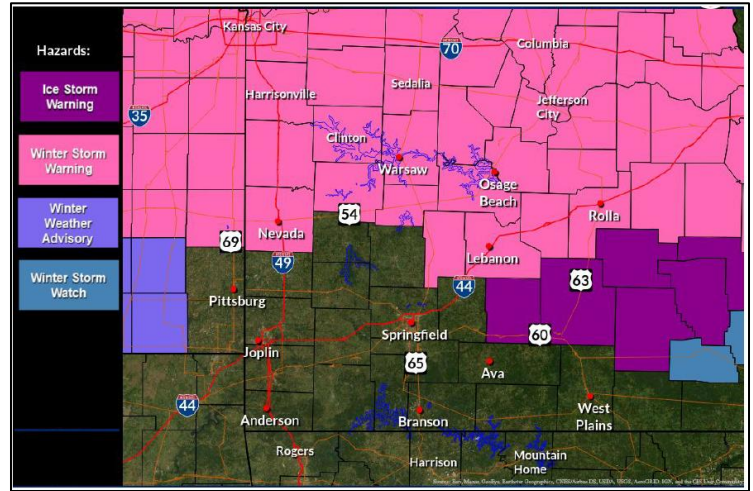 Hazards:
Ice Storm
Warning
Winter Storm
Warning
Winter
Weather
Advisory
Winter Storm
Watch
Kansas City
70
Columbia
Sedalia
Harrisonville
Jefferson
City
35
Clinton
Warsaw
Osage
Beach
54
Rolla
Nevada
69
Lebanon
49
63
44
Pittsburg
Springfield
60
Joplin
65
Ava
44
Anderson
Branson
West
Plains
Rogers
Harrison
Mountain
Home